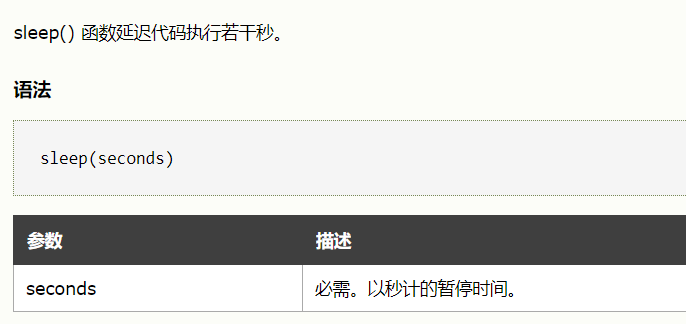 sleep() 函数延迟代码执行若干秒。
语法
sleep(seconds)
参数 描述
seconds 必需。以秒计的暂停时间。